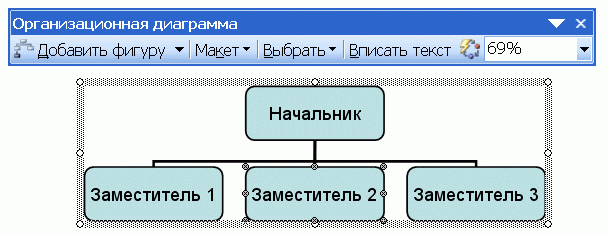 Организационная диаграмма
Добавить фигуру Макет Выбрать Вписать текст 69%
Начальник
Заместитель 1 Заместитель 2 Заместитель 3